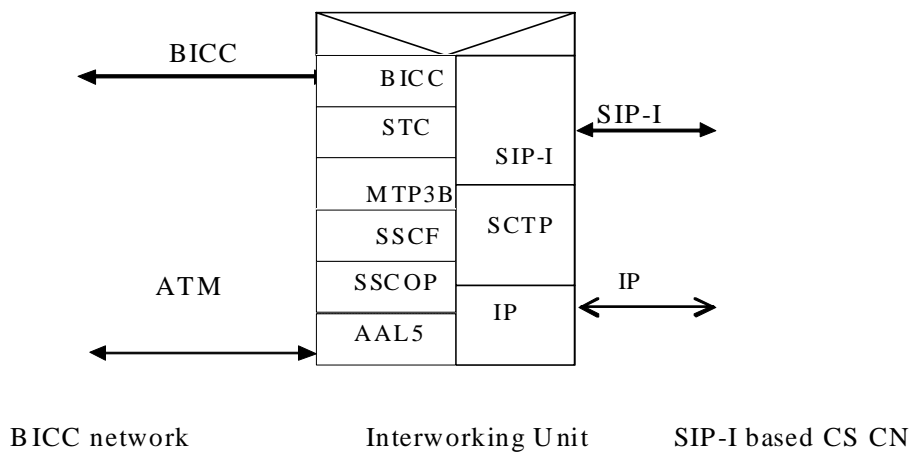 BICC
BICC
STC
MTP3B
SSCF
SSCOP
AAL5
ATM
SIP-I
SCTP
IP
SIP-I
IP
BICC network
Interworking Unit
SIP-I based CS CN